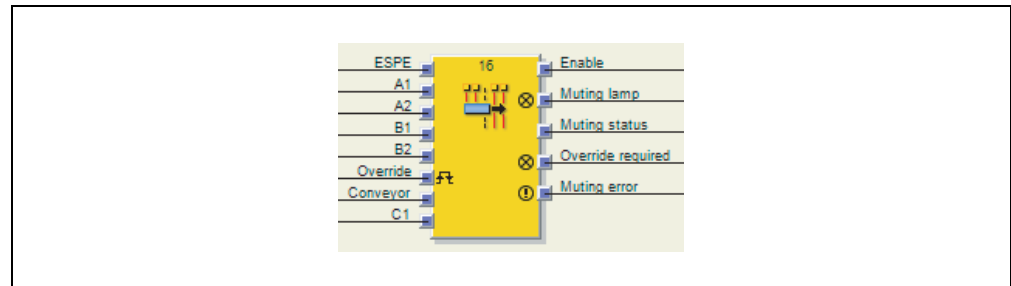 ESPE 16 Enable
A1
Muting lamp
A2
B1 Muting status
B2
Override required
Override
Conveyor Muting error
C1